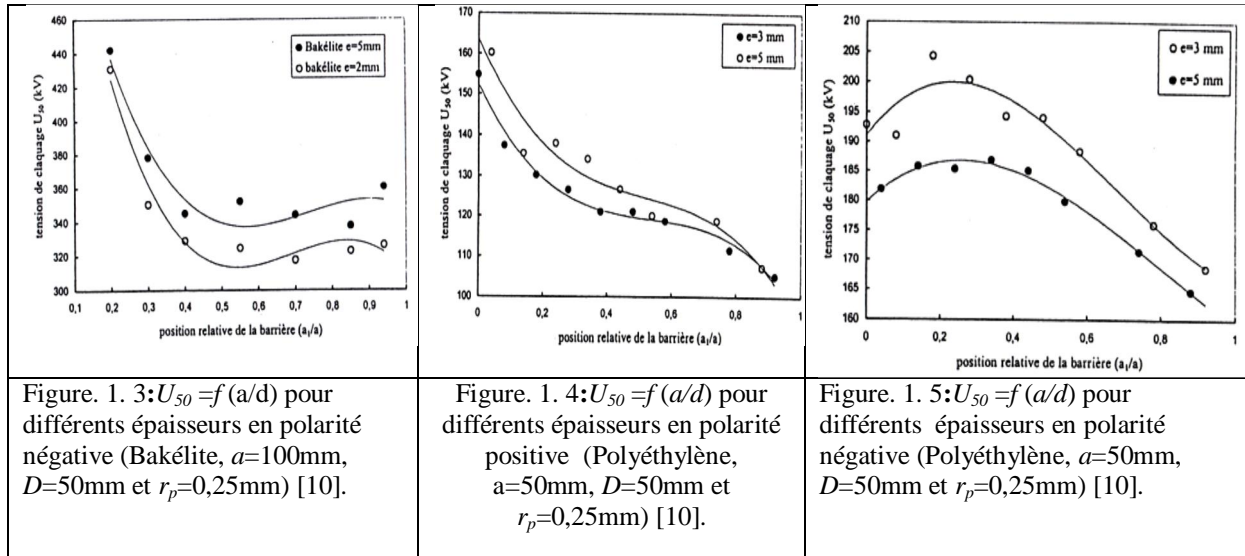 460
440
420
400
380
360
340
320
300
tension de claquage U50 (kV)
● Bakélite e=5mm
○ bakélite e=2mm
0,1 0,2 0,3 0,4 0,5 0,6 0,7 0,8 0,9 1
position relative de la barrière (a1/a)
170
160
150
140
130
120
110
100
tension de claquage U50 (kV)
● e=3 mm
○ e=5 mm
0 0,2 0,4 0,6 0,8 1
position relative de la barrière (a1/a)
210
205
200
195
190
185
180
175
170
165
160
tension de claquage U50 (kV)
○ e=3 mm
● e=5 mm
0 0,2 0,4 0,6 0,8 1
position relative de la barrière (a1/a)
Figure. 1. 3:U50 =f (a/d) pour
différents épaisseurs en polarité
négative (Bakélite, a=100mm,
D=50mm et rp=0,25mm) [10].
Figure. 1. 4:U50 =f (a/d) pour
différents épaisseurs en polarité
positive (Polyéthylène,
a=50mm, D=50mm et
rp=0,25mm) [10].
Figure. 1. 5:U50 =f (a/d) pour
différents épaisseurs en polarité
négative (Polyéthylène, a=50mm,
D=50mm et rp=0,25mm) [10].